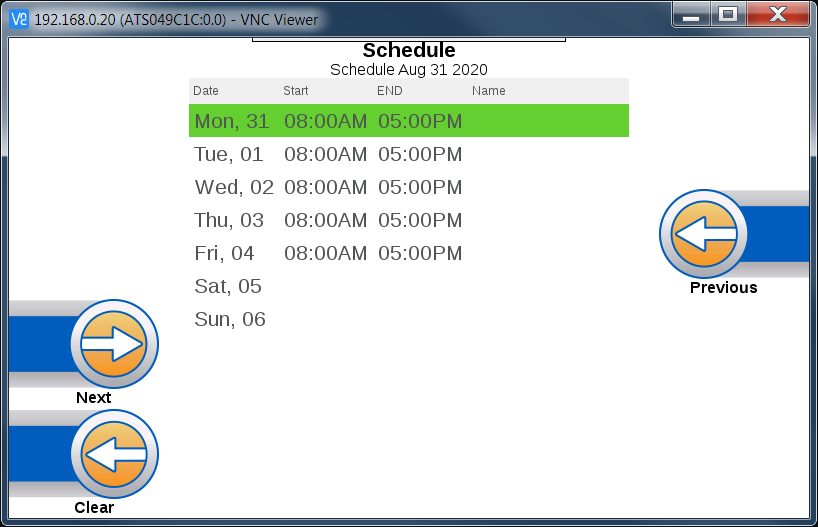 VQ 192.168.0.20 (ATS049C1C:0.0) - VNC Viewer
Schedule
Schedule Aug 31 2020
Date Start END Name
Mon, 31 08:00AM 05:00PM
Tue, 01 08:00AM 05:00PM
Wed, 02 08:00AM 05:00PM
Thu, 03 08:00AM 05:00PM
Fri, 04 08:00AM 05:00PM
Sat, 05
Sun, 06
Previous
Next
Clear